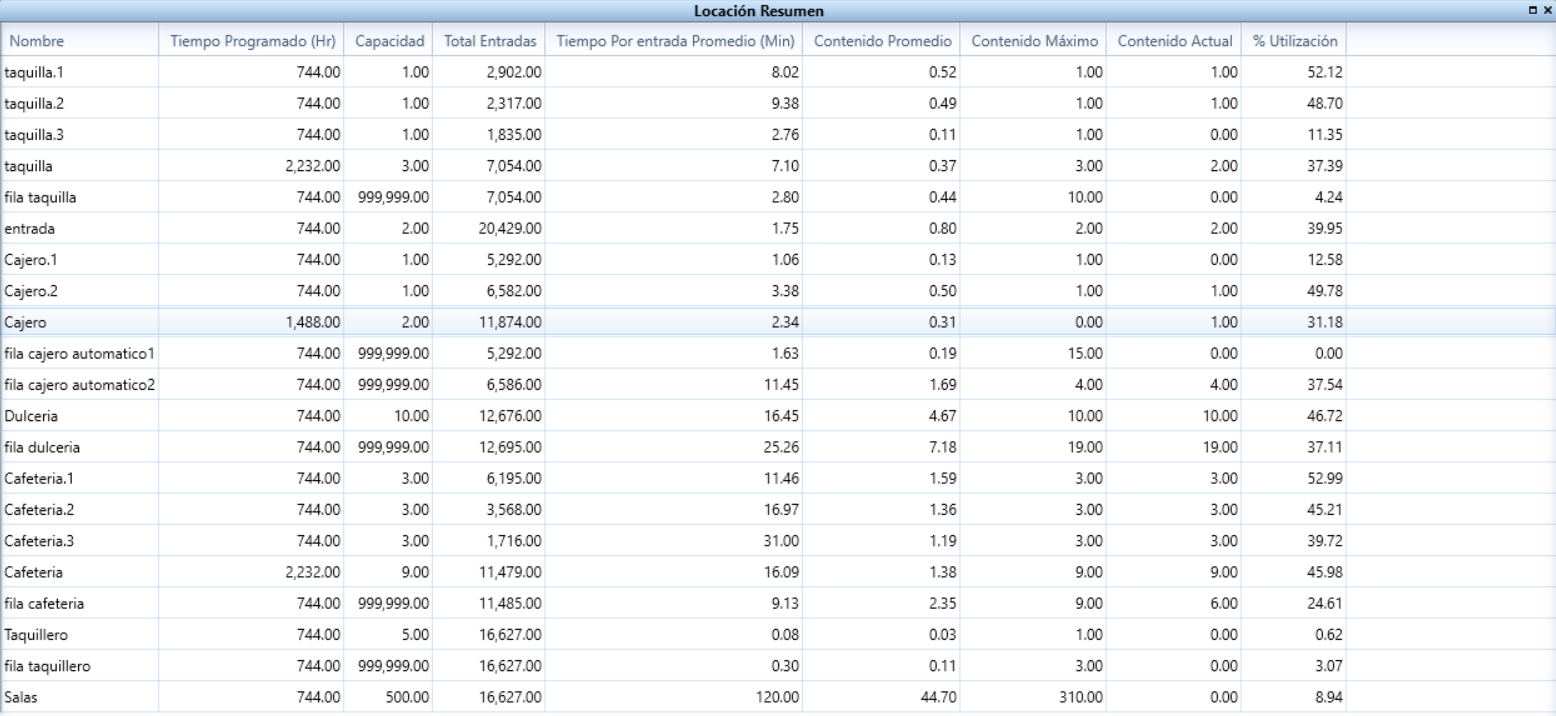 Locación Resumen
Nombre Tiempo Programado (Hr) Capacidad Total Entradas Tiempo Por entrada Promedio (Min) Contenido Promedio Contenido Máximo Contenido Actual % Utilización
taquilla.1 744.00 1.00 2,902.00 8.02 0.52 1.00 1.00 52.12
taquilla.2 744.00 1.00 2,317.00 9.38 0.49 1.00 1.00 48.70
taquilla.3 744.00 1.00 1,835.00 2.76 0.11 1.00 0.00 11.35
taquilla 2,232.00 3.00 7,054.00 7.10 0.37 3.00 2.00 37.39
fila taquilla 744.00 999,999.00 7,054.00 2.80 0.44 10.00 0.00 4.24
entrada 744.00 2.00 20,429.00 1.75 0.80 2.00 2.00 39.95
Cajero.1 744.00 1.00 5,292.00 1.06 0.13 1.00 0.00 12.58
Cajero.2 744.00 1.00 6,582.00 3.38 0.50 1.00 1.00 49.78
Cajero 1,488.00 2.00 11,874.00 2.34 0.31 0.00 1.00 31.18
fila cajero automatico1 744.00 999,999.00 5,292.00 1.63 0.19 15.00 0.00 0.00
fila cajero automatico2 744.00 999,999.00 6,586.00 11.45 1.69 4.00 4.00 37.54
Dulceria 744.00 10.00 12,676.00 16.45 4.67 10.00 10.00 46.72
fila dulceria 744.00 999,999.00 12,695.00 25.26 7.18 19.00 19.00 37.11
Cafeteria.1 744.00 3.00 6,195.00 11.46 1.59 3.00 3.00 52.99
Cafeteria.2 744.00 3.00 3,568.00 16.97 1.36 3.00 3.00 45.21
Cafeteria.3 744.00 3.00 1,716.00 31.00 1.19 3.00 3.00 39.72
Cafeteria 2,232.00 9.00 11,479.00 16.09 1.38 9.00 9.00 45.98
fila cafeteria 744.00 999,999.00 11,485.00 9.13 2.35 9.00 6.00 24.61
Taquillero 744.00 5.00 16,627.00 0.08 0.03 1.00 0.00 0.62
fila taquillero 744.00 999,999.00 16,627.00 0.30 0.11 3.00 0.00 3.07
Salas 744.00 500.00 16,627.00 120.00 44.70 310.00 0.00 8.94